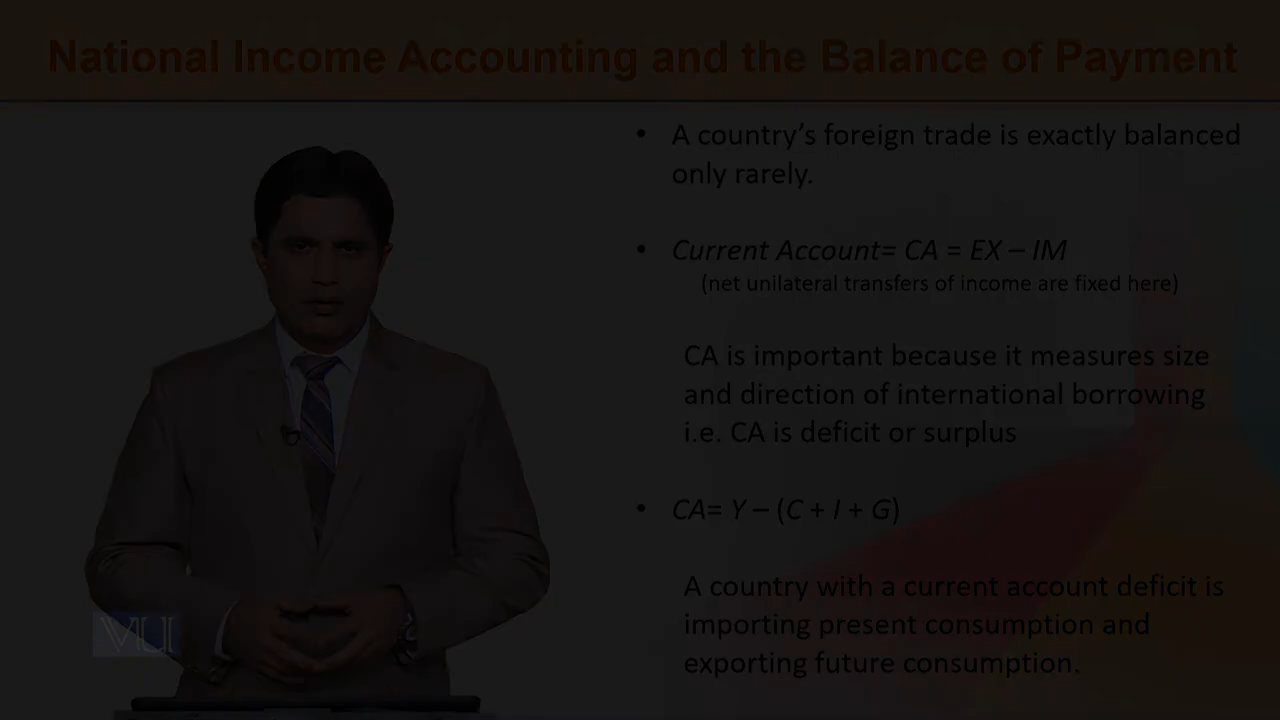 National Income Accounting and the Balance of Payment
• A country's foreign trade is exactly balanced
only rarely.
• Current Account= CA = EX – IM
(net unilateral transfers of income are fixed here)
CA is important because it measures size
and direction of international borrowing
i.e. CA is deficit or surplus
• CA= Y – (C + I + G)
A country with a current account deficit is
importing present consumption and
exporting future consumption.
VU